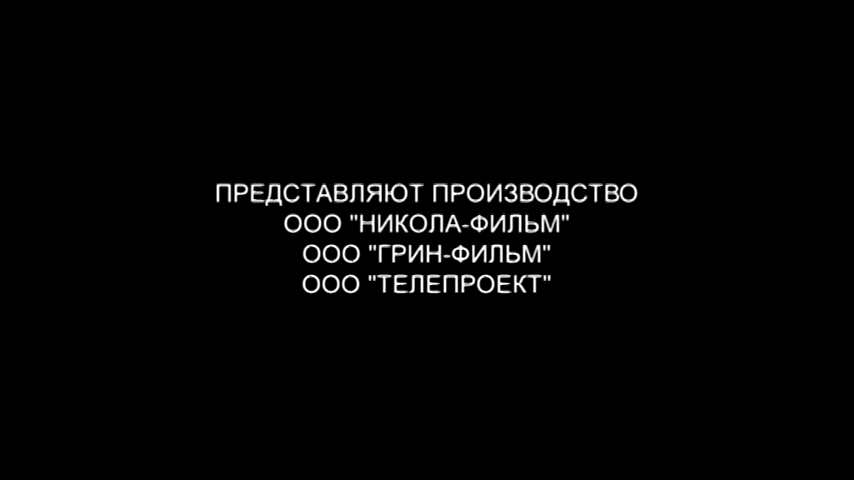 ПРЕДСТАВЛЯЮТ ПРОИЗВОДСТВО
ООО "НИКОЛА-ФИЛЬМ"
ООО "ГРИН-ФИЛЬМ"
ООО "ТЕЛЕПРОЕКТ"